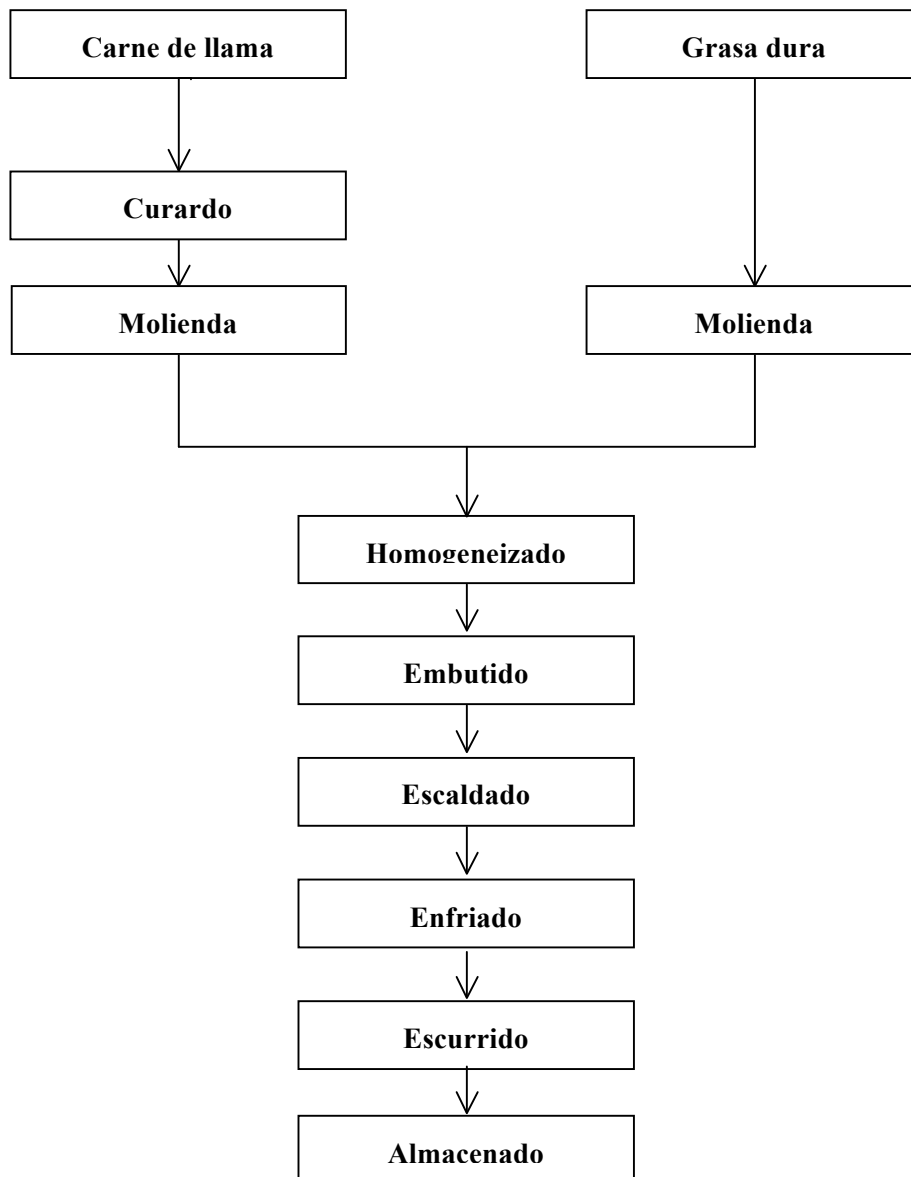 Carne de llama
Grasa dura
Curardo
Molienda
Molienda
Homogeneizado
Embutido
Escaldado
Enfriado
Escurrido
Almacenado